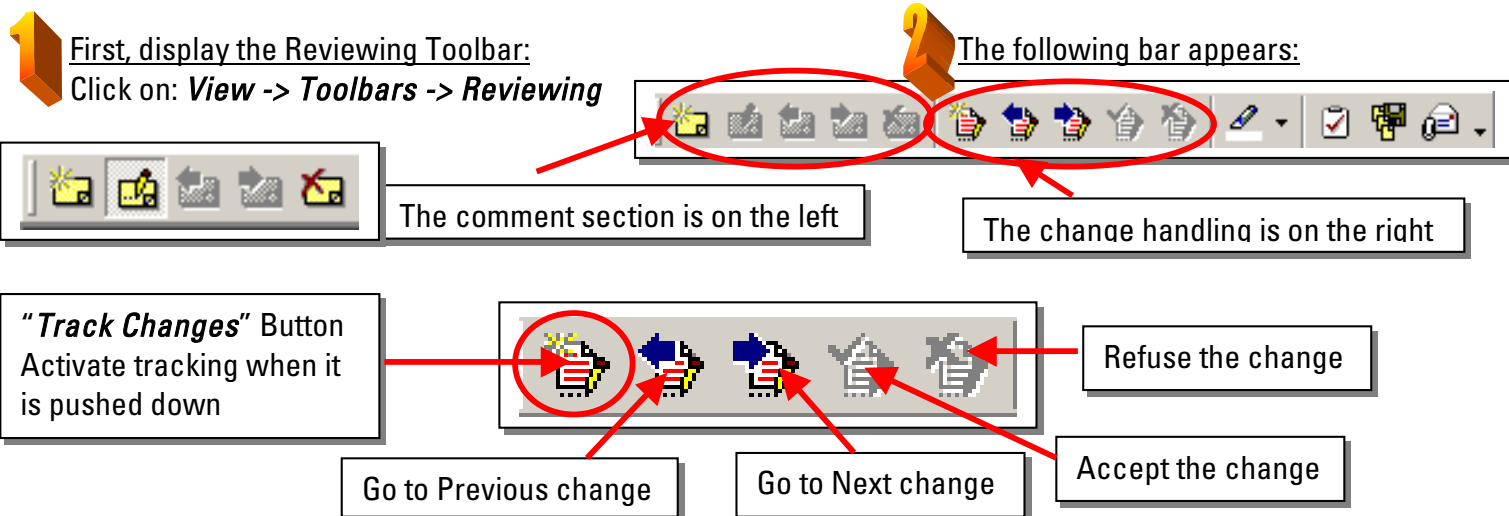 1
First, display the Reviewing Toolbar:
Click on: View -> Toolbars -> Reviewing
2
The following bar appears:
The comment section is on the left
The change handling is on the right
"Track Changes" Button
Activate tracking when it
is pushed down
Refuse the change
Accept the change
Go to Previous change
Go to Next change